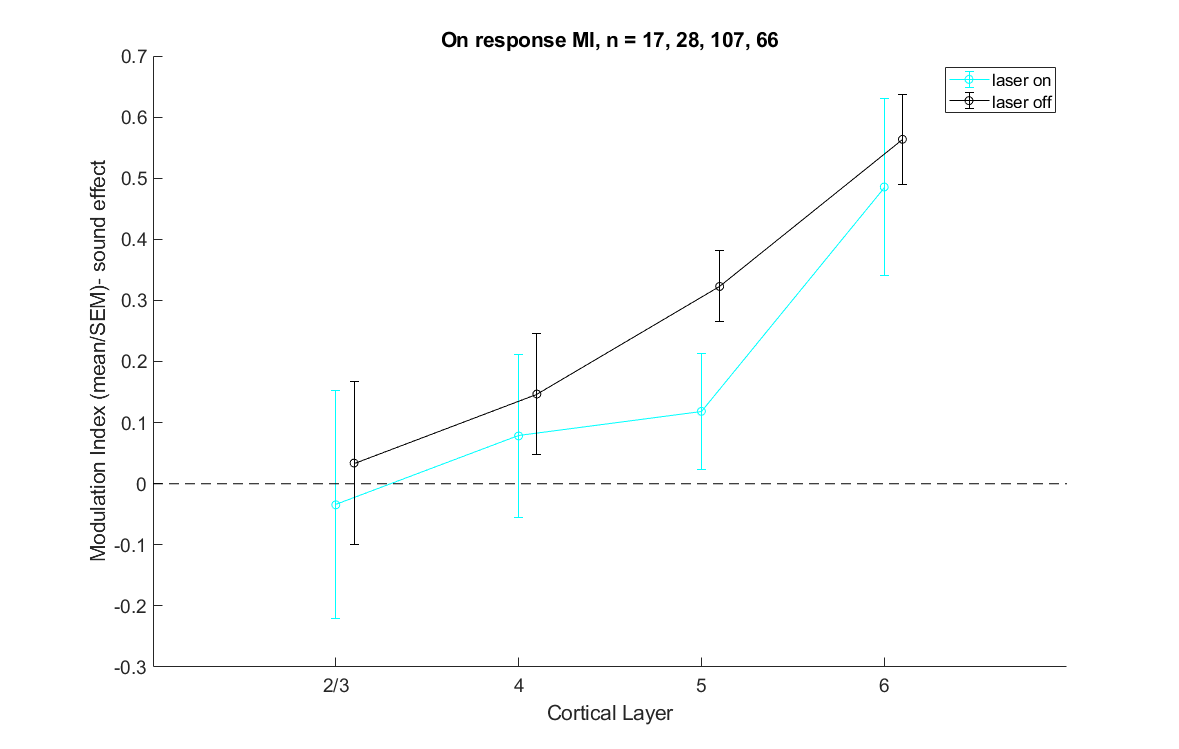 On response MI, n = 17, 28, 107, 66
laser on
laser off
Modulation Index (mean/SEM)- sound effect
0.7
0.6
0.5
0.4
0.3
0.2
0.1
0
-0.1
-0.2
-0.3
2/3 4 5 6
Cortical Layer